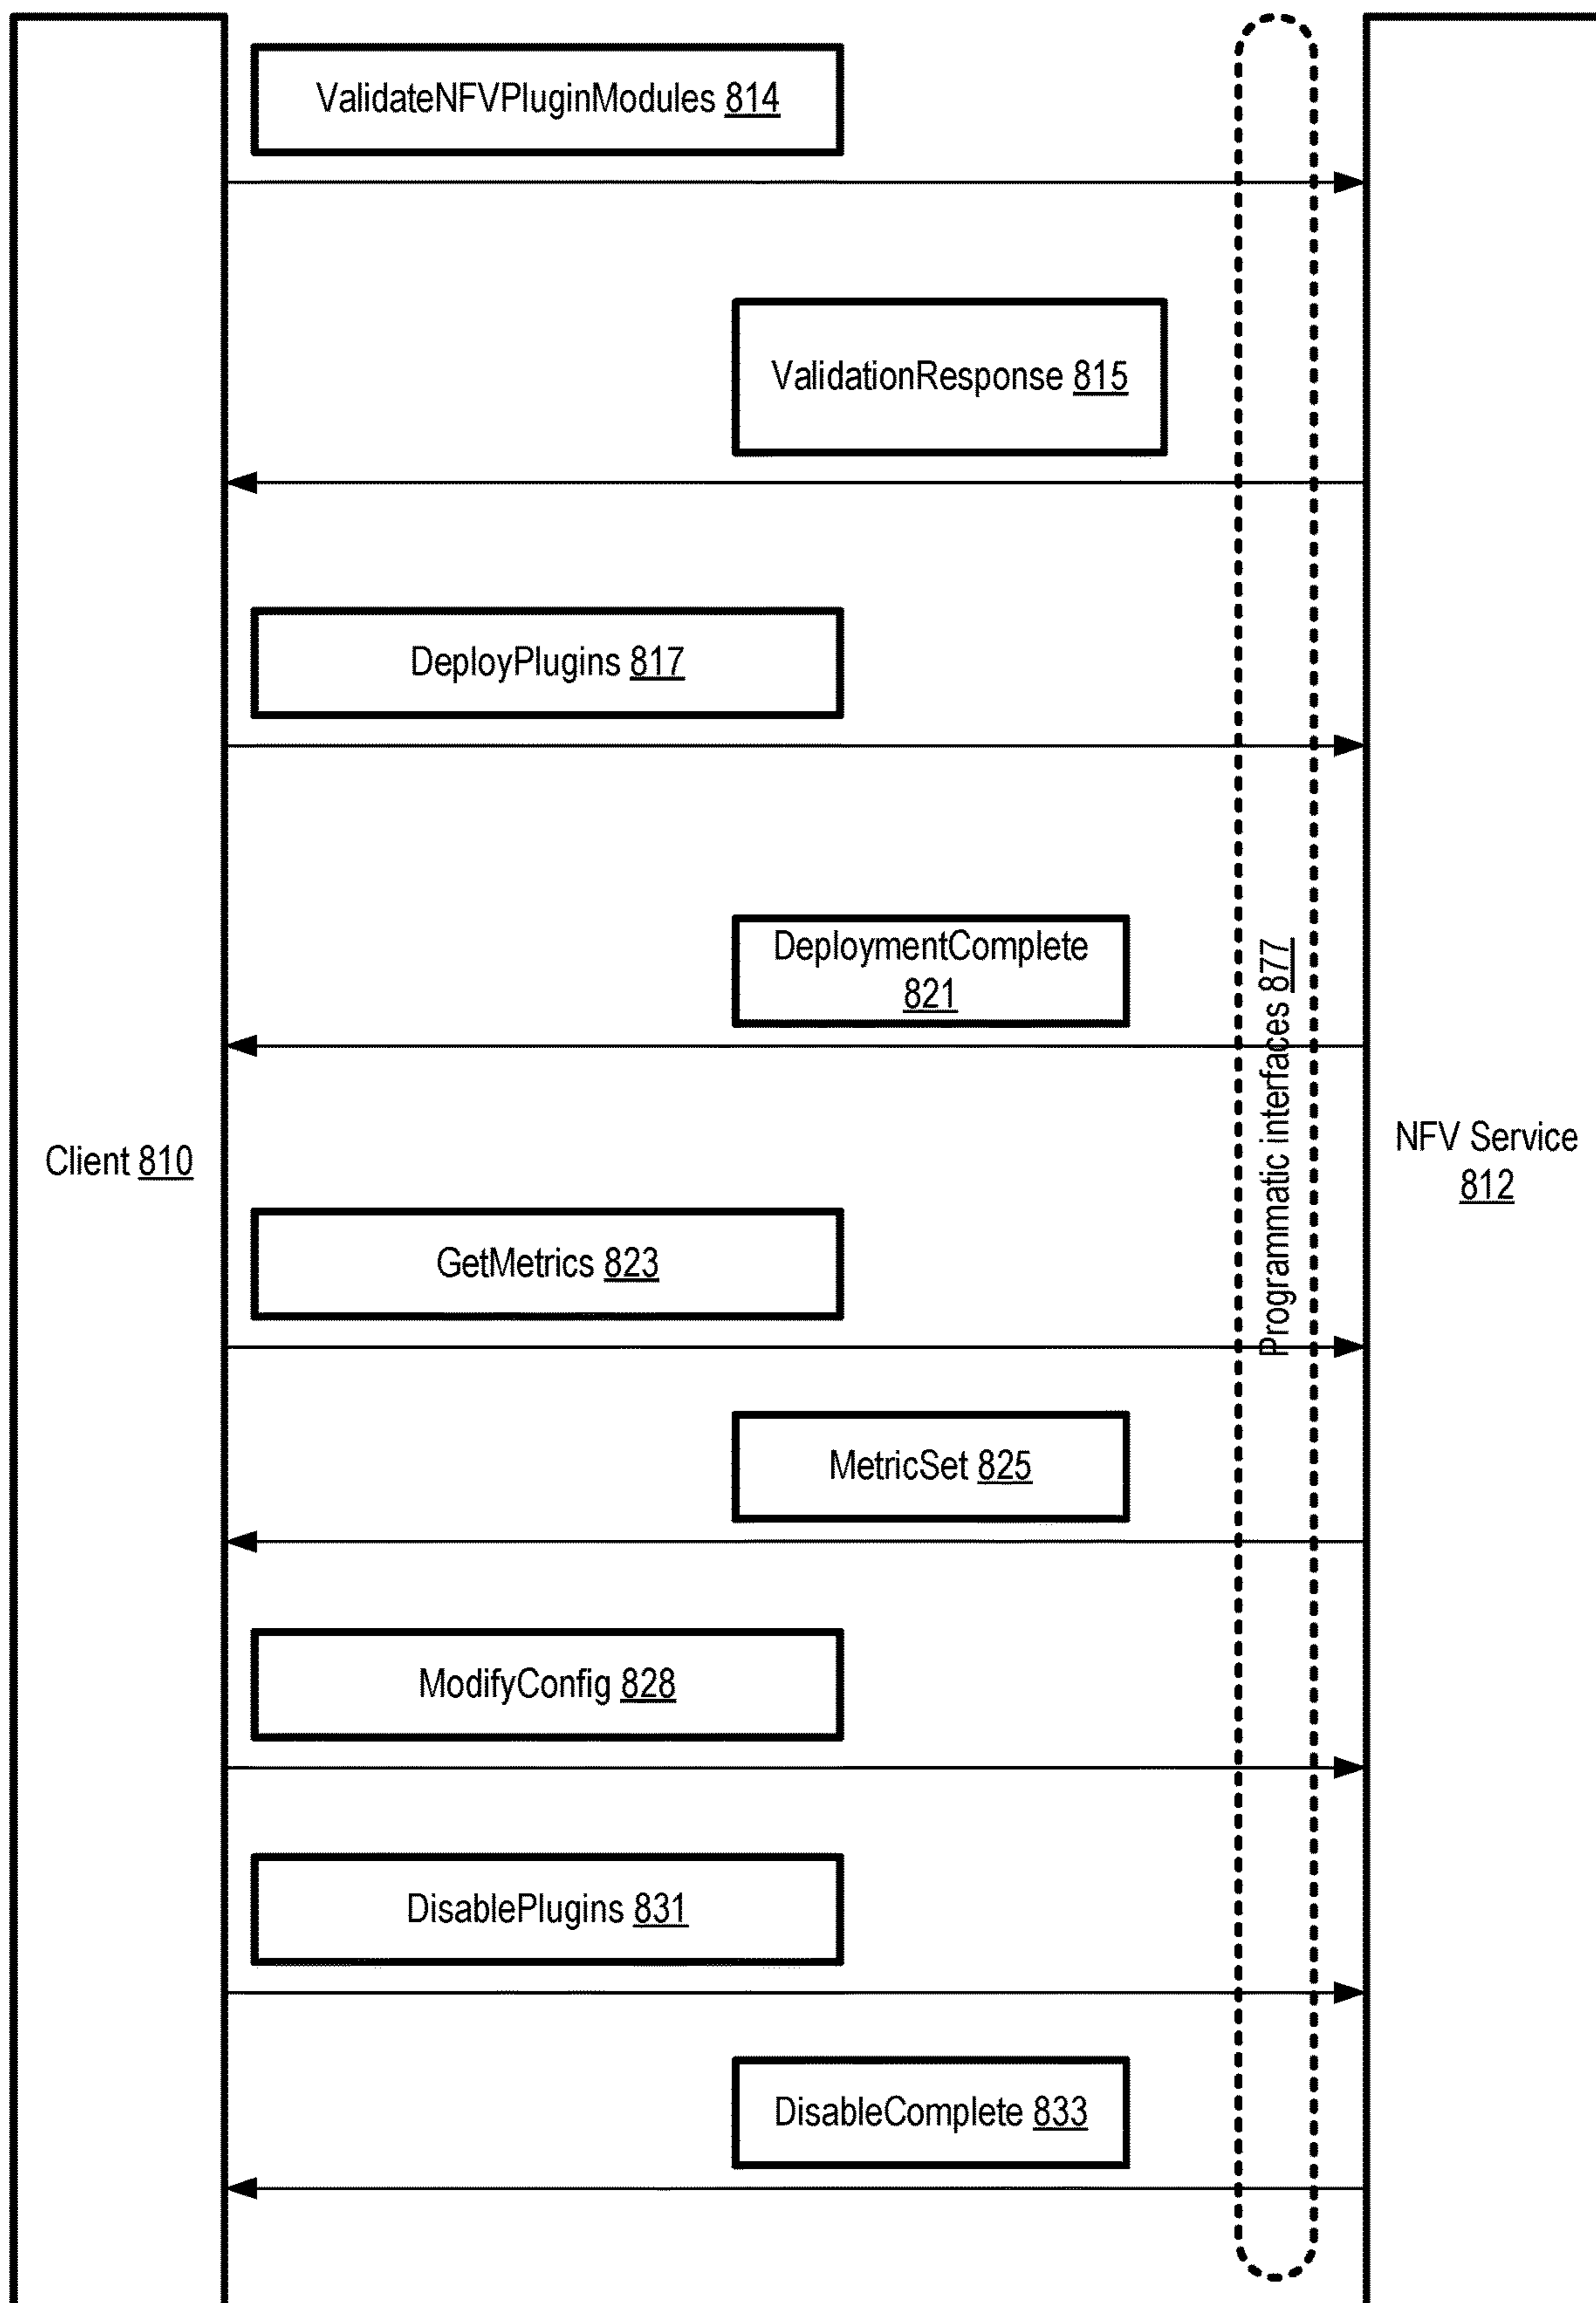 ValidateNFVPluginModules 814
ValidationResponse 815
DeployPlugins 817
DeploymentComplete
821
Programmatic interfaces 877
Client 810
NFV Service
812
GetMetrics 823
MetricSet 825
ModifyConfig 828
DisablePlugins 831
DisableComplete 833